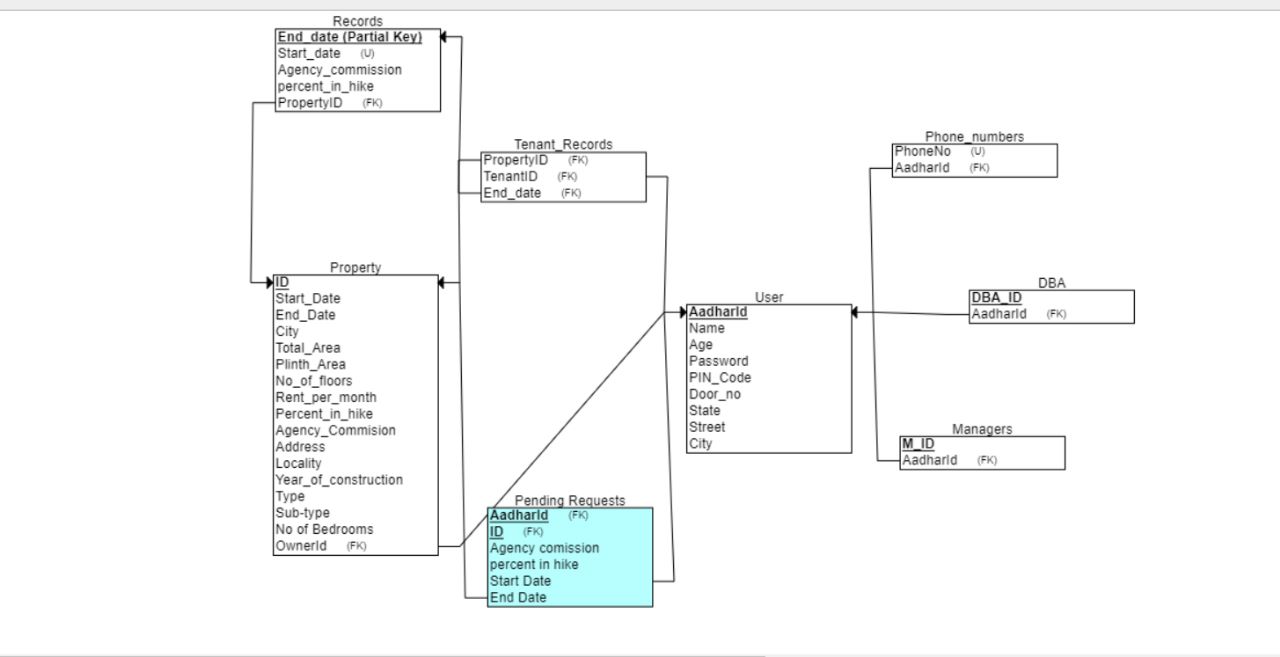 Records
End_date (Partial Key)
Start_date (U)
Agency_commission
percent_in_hike
PropertyID (FK)
Tenant_Records
PropertyID (FK)
TenantID (FK)
End_date (FK)
Phone_numbers
PhoneNo (U)
AadharId (FK)
Property
ID
Start_Date
End_Date
City
Total_Area
Plinth_Area
No_of_floors
Rent_per_month
Percent_in_hike
Agency_Commision
Address
Locality
Year_of_construction
Type
Sub-type
No of Bedrooms
OwnerId (FK)
User
AadharId
Name
Age
Password
PIN_Code
Door_no
State
Street
City
DBA
DBA_ID
AadharId (FK)
Managers
M_ID
AadharId (FK)
Pending Requests
AadharId (FK)
ID (FK)
Agency comission
percent in hike
Start Date
End Date